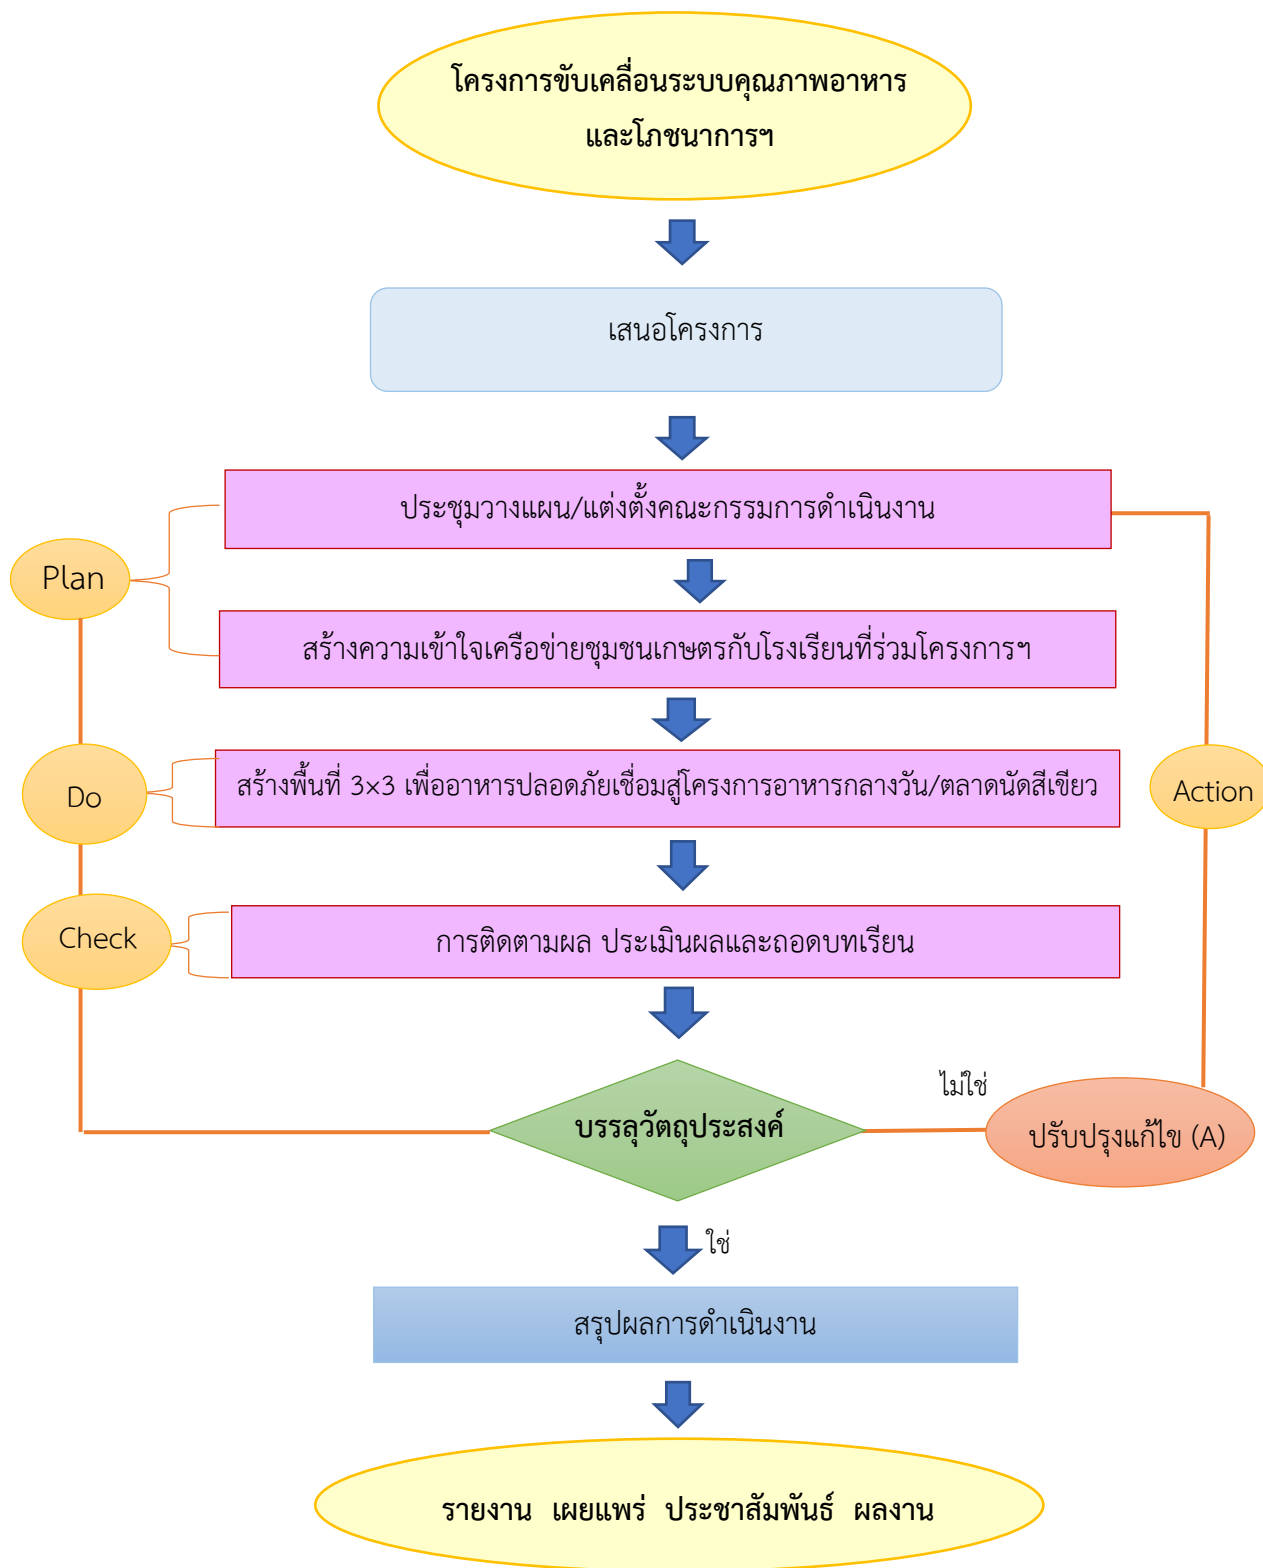 โครงการขับเคลื่อนระบบคุณภาพอาหาร
และโภชนาการฯ
เสนอโครงการ
ประชุมวางแผน/แต่งตั้งคณะกรรมการดำเนินงาน
Plan
สร้างความเข้าใจเครือข่ายชุมชนเกษตรกับโรงเรียนที่ร่วมโครงการฯ
Do
สร้างพื้นที่ 3×3 เพื่ออาหารปลอดภัยเชื่อมสู่โครงการอาหารกลางวัน/ตลาดนัดสีเขียว
Action
Check
การติดตามผล ประเมินผลและถอดบทเรียน
ไม่ใช่
บรรลุวัตถุประสงค์
ปรับปรุงแก้ไข (A)
ใช่
สรุปผลการดำเนินงาน
รายงาน เผยแพร่ ประชาสัมพันธ์ ผลงาน